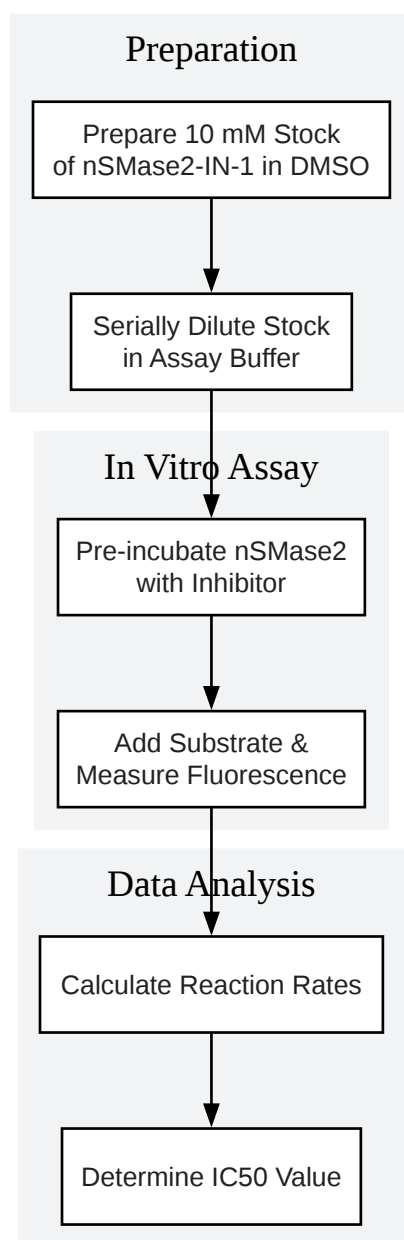 Preparation
Prepare 10 mM Stock
of nSMase2-IN-1 in DMSO
Serially Dilute Stock
in Assay Buffer
In Vitro Assay
Pre-incubate nSMase2
with Inhibitor
Add Substrate &
Measure Fluorescence
Data Analysis
Calculate Reaction Rates
Determine IC50 Value